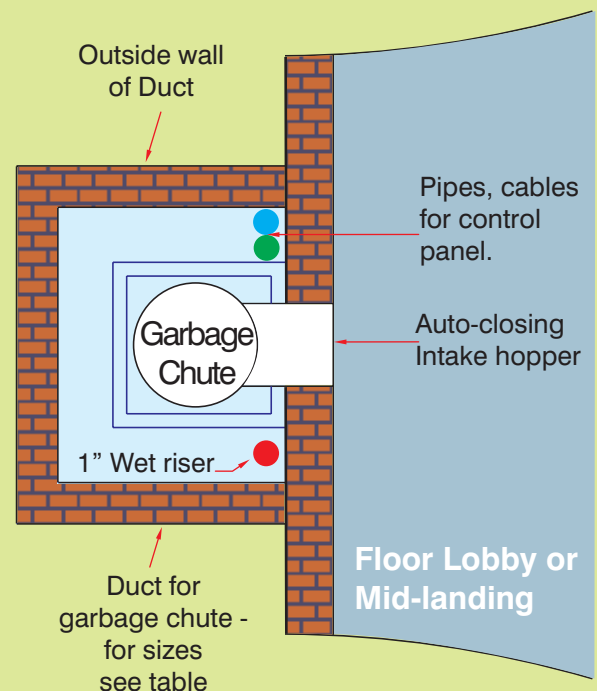 Outside wall
of Duct
Pipes, cables
for control
panel.
Garbage
Chute
Auto-closing
Intake hopper
1” Wet riser
Floor Lobby or
Mid-landing
Duct for
garbage chute -
for sizes
see table